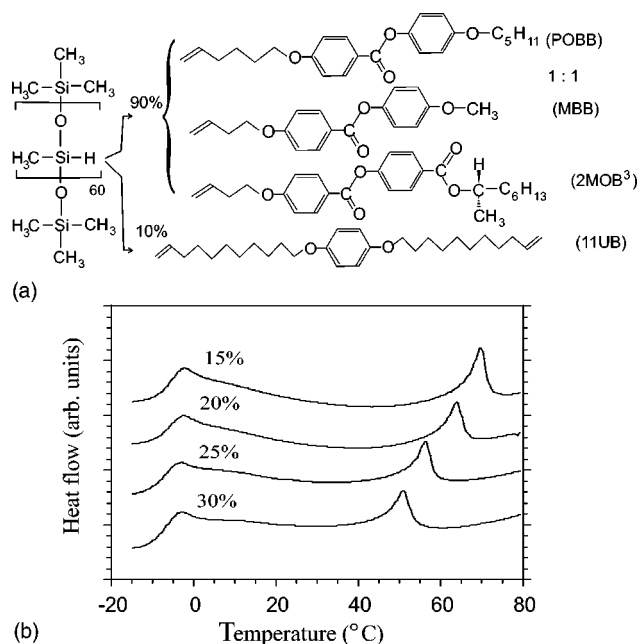 CH₃
H₃C Si CH₃
O
H₃C Si H
60
O
H₃C Si CH₃
CH₃
90%
10%
O O O O C₅H₁₁ (POBB)
1 : 1
O O O O CH₃ (MBB)
O O O O O H C₆H₁₃ CH₃ (2MOB³)
O O (11UB)
(a)
Heat flow (arb. units)
15%
20%
25%
30%
-20 0 20 40 60 80
Temperature (°C)
(b)